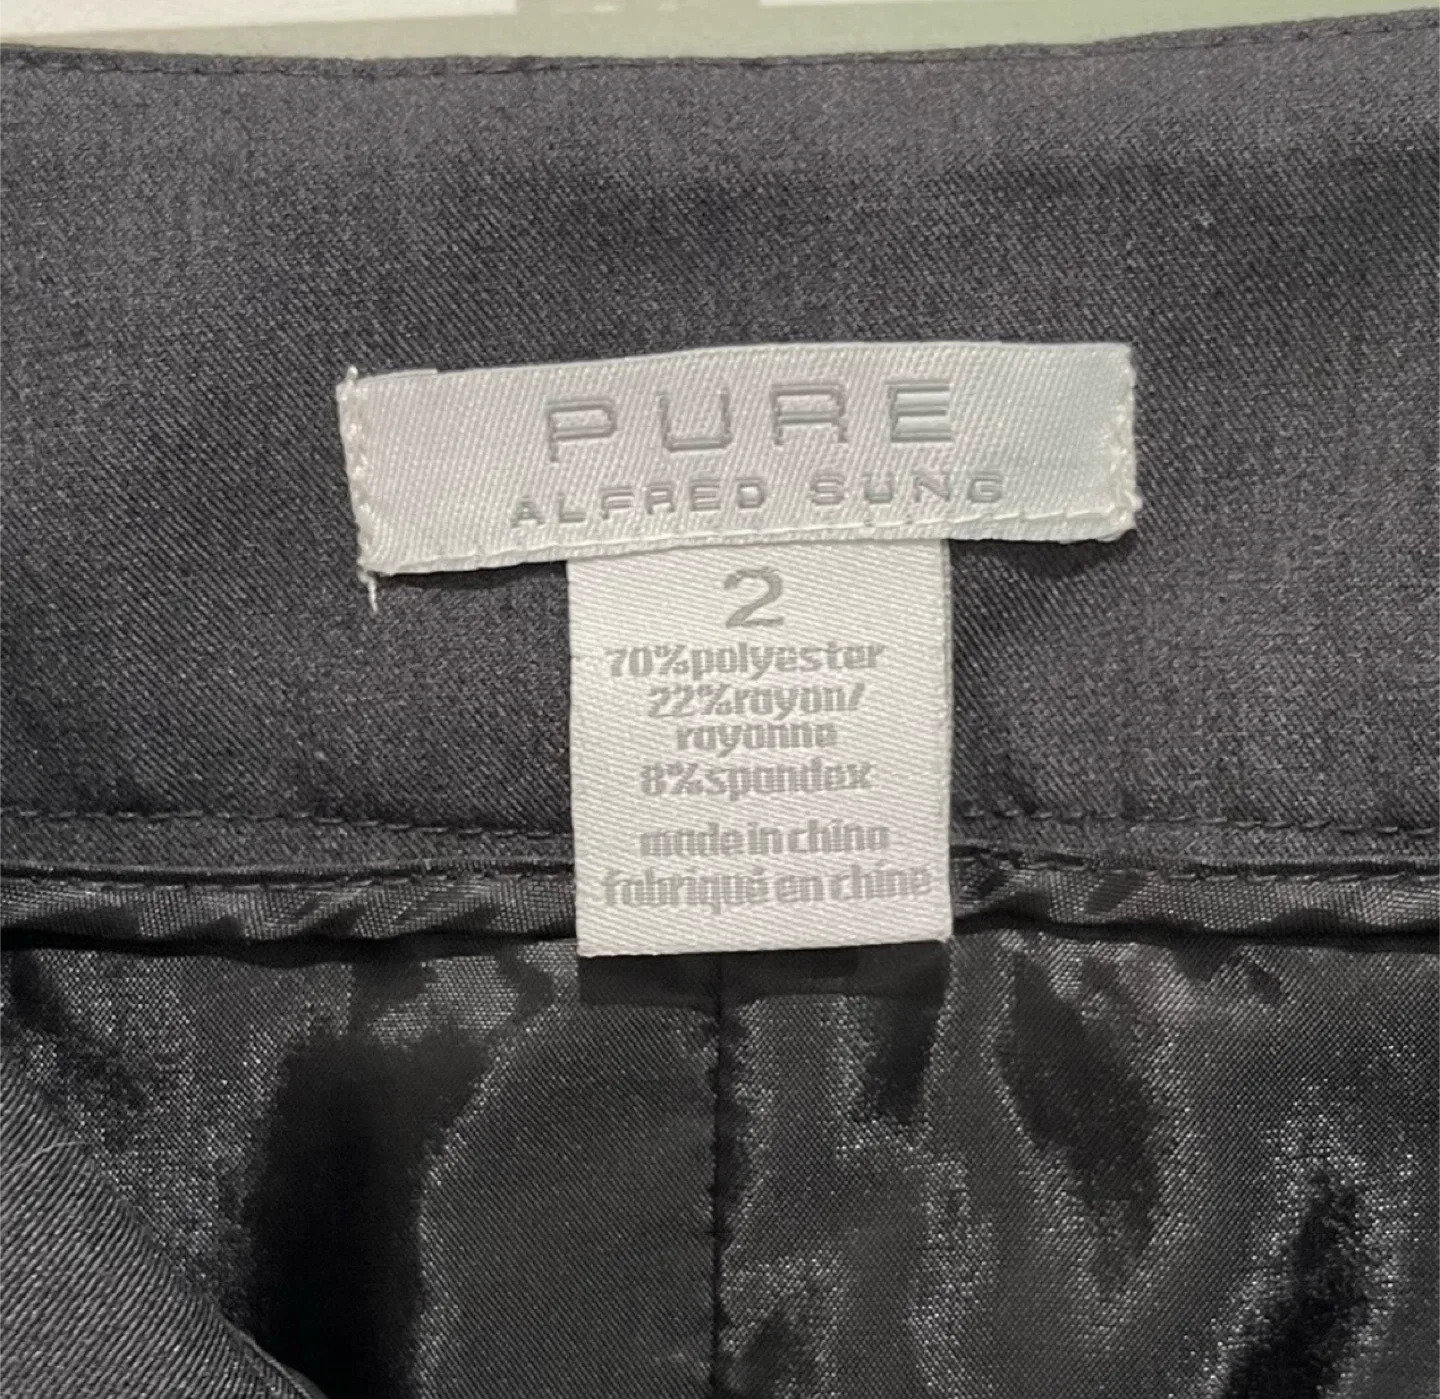 PURE
ALFRED SUNG
2
70%polyester
22%rayon/
rayonne
8%spandex
made in china
fabriqué en chine